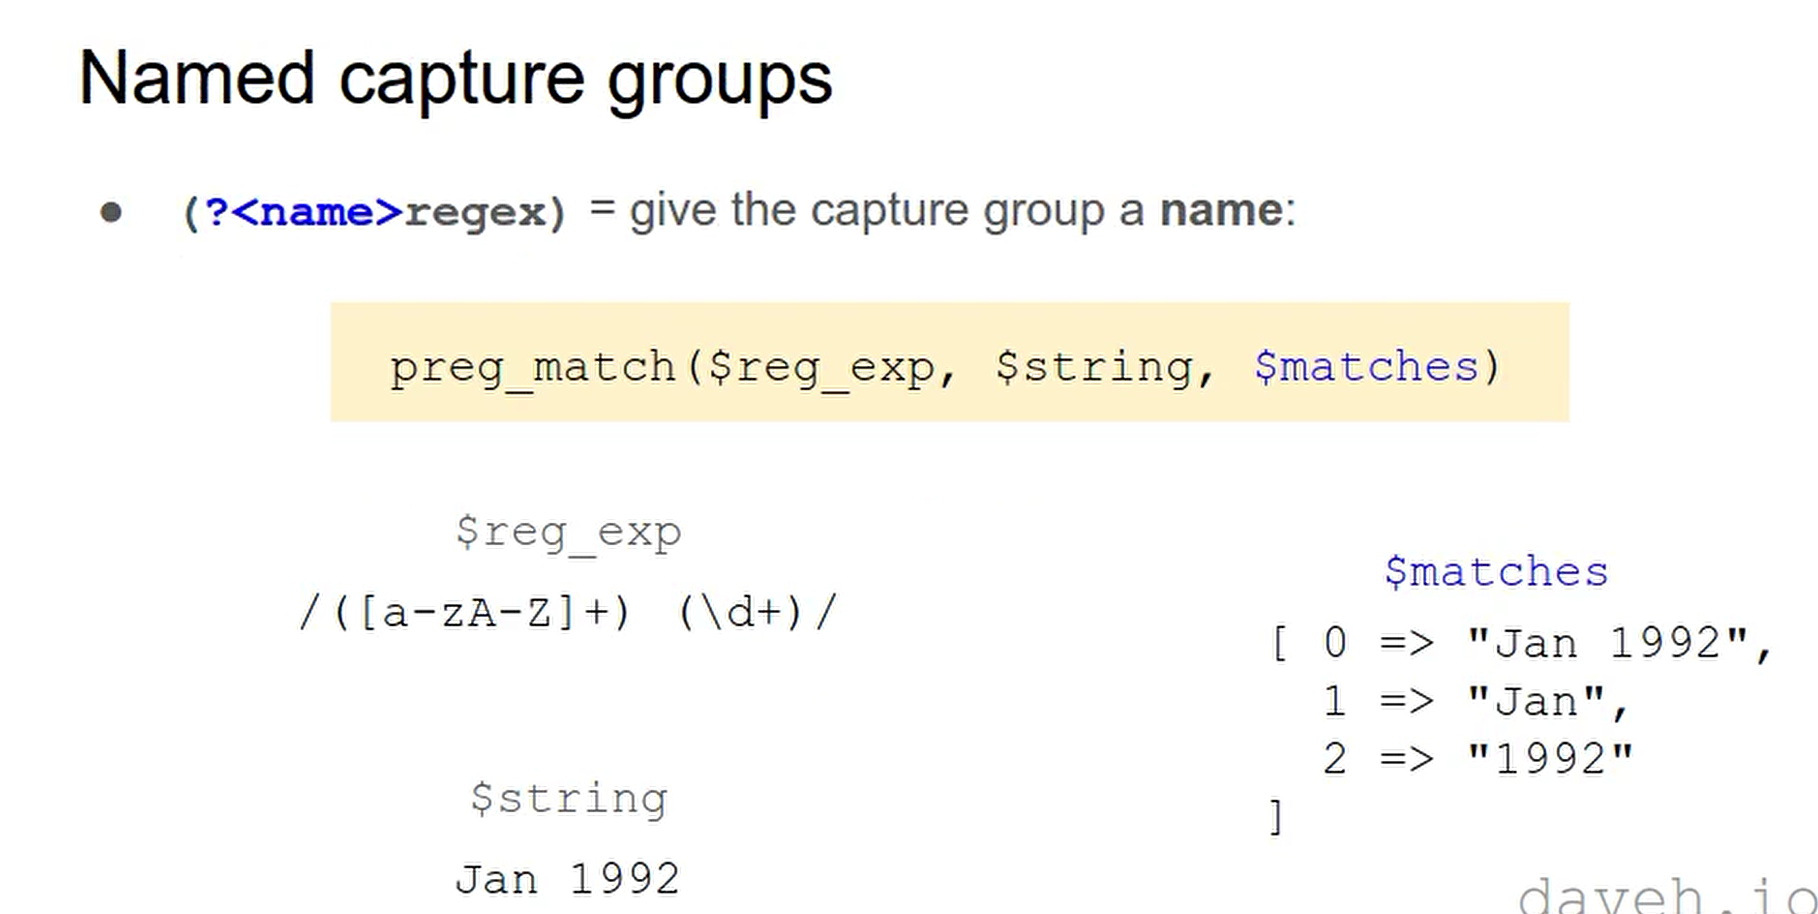 Named capture groups
● (?<name>regex) = give the capture group a name:
preg_match($reg_exp, $string, $matches)
$reg_exp
/([a-zA-Z]+) (\d+)/
$string
Jan 1992
$matches
[ 0 => "Jan 1992",
1 => "Jan",
2 => "1992"
]
daveh.io